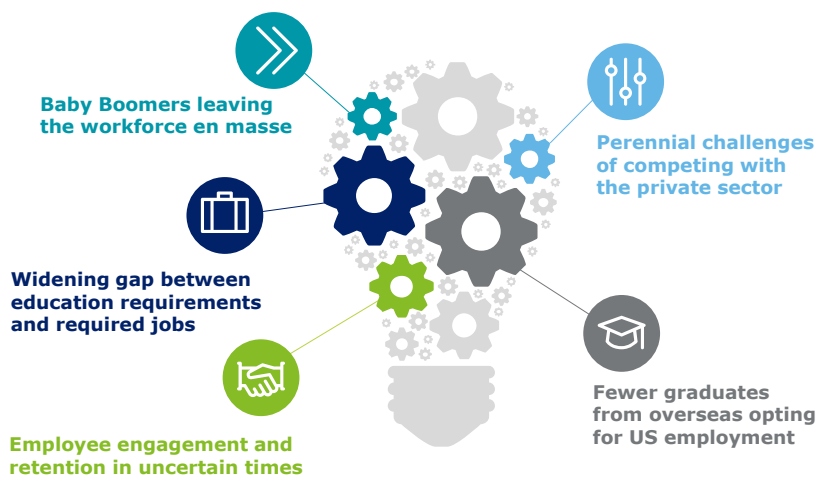 Baby Boomers leaving
the workforce en masse
Perennial challenges
of competing with
the private sector
Widening gap between
education requirements
and required jobs
Fewer graduates
from overseas opting
for US employment
Employee engagement and
retention in uncertain times